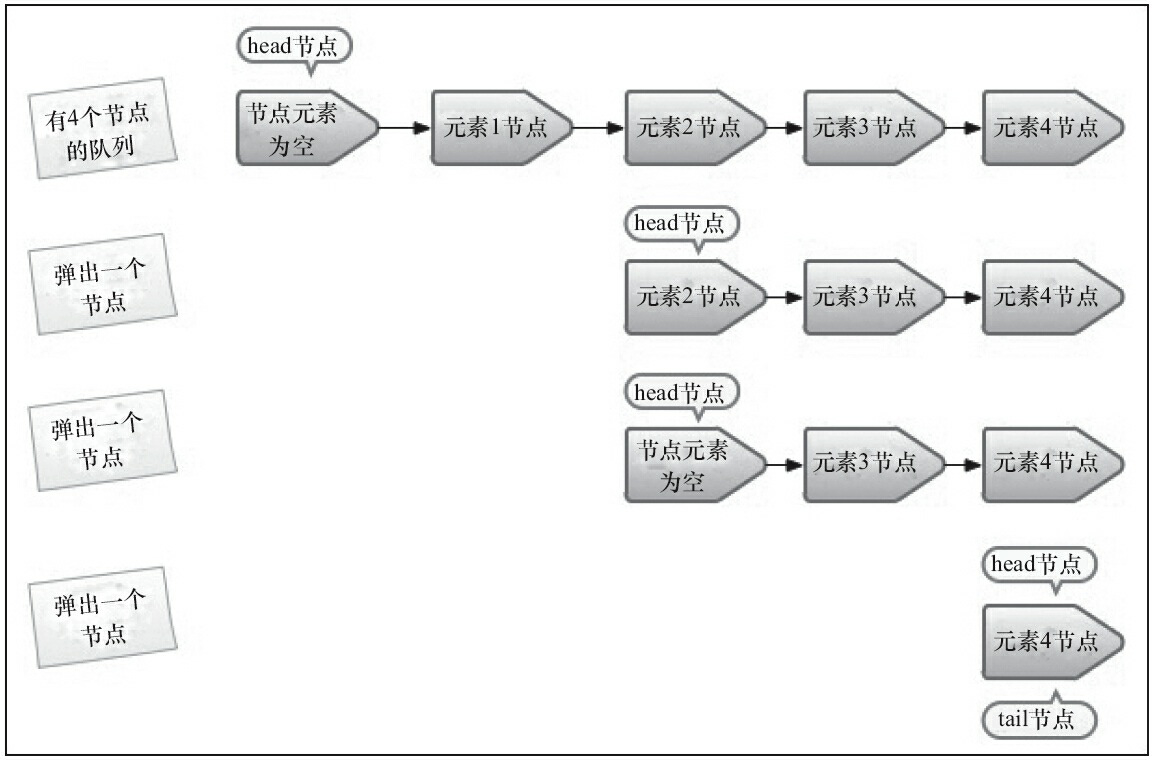 head节点
有4个节点
的队列
节点元素
为空
元素1节点
元素2节点
元素3节点
元素4节点
弹出一个
节点
head节点
元素2节点
元素3节点
元素4节点
弹出一个
节点
head节点
节点元素
为空
元素3节点
元素4节点
弹出一个
节点
head节点
元素4节点
tail节点